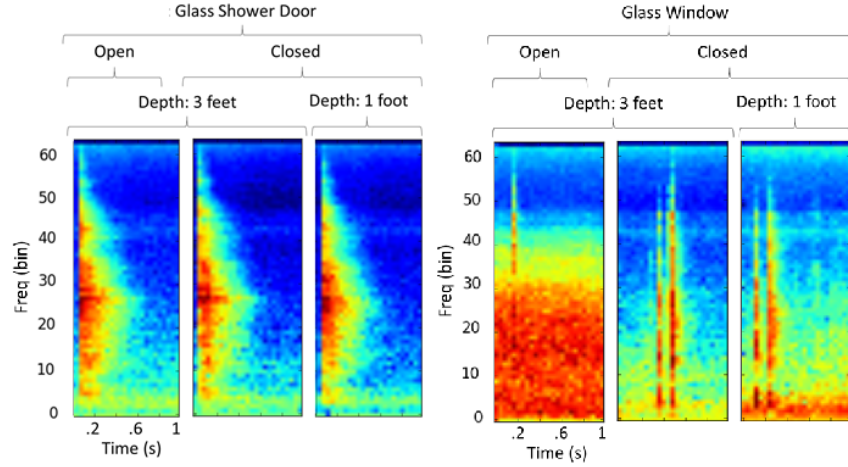 : Glass Shower Door
Glass Window
Open
Closed
Open
Closed
Depth: 3 feet
Depth: 1 foot
Depth: 3 feet
Depth: 1 foot
60
50
40
30
20
10
0
Freq (bin)
.2 .6 1
Time (s)
60
50
40
30
20
10
0
Freq (bin)
.2 .6 1
Time (s)